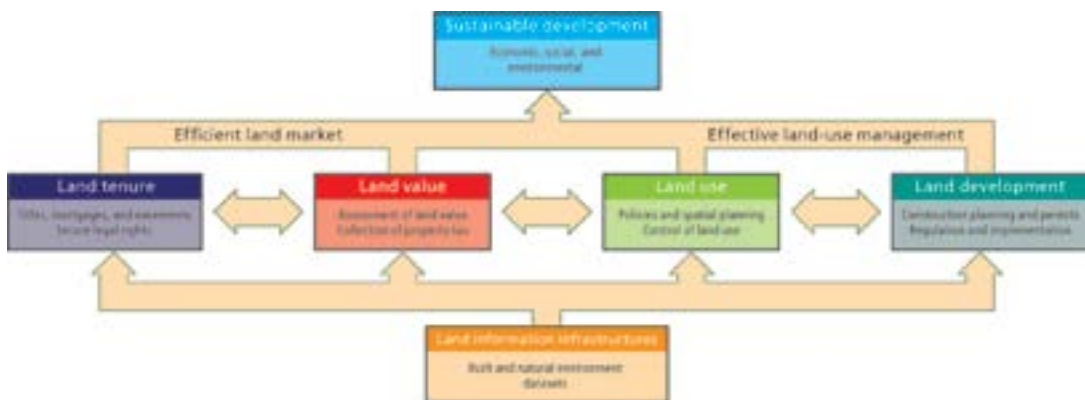 Sustainable development
Economic, social, and
environmental
Efficient land market
Effective land-use management
Land tenure
Titles, mortgages, and easements
Secure legal rights
Land value
Assessment of land value
Collection of property tax
Land use
Policies and spatial planning
Control of land use
Land development
Construction planning and permits
Regulation and implementation
Land information infrastructures
Built and natural environment
datasets